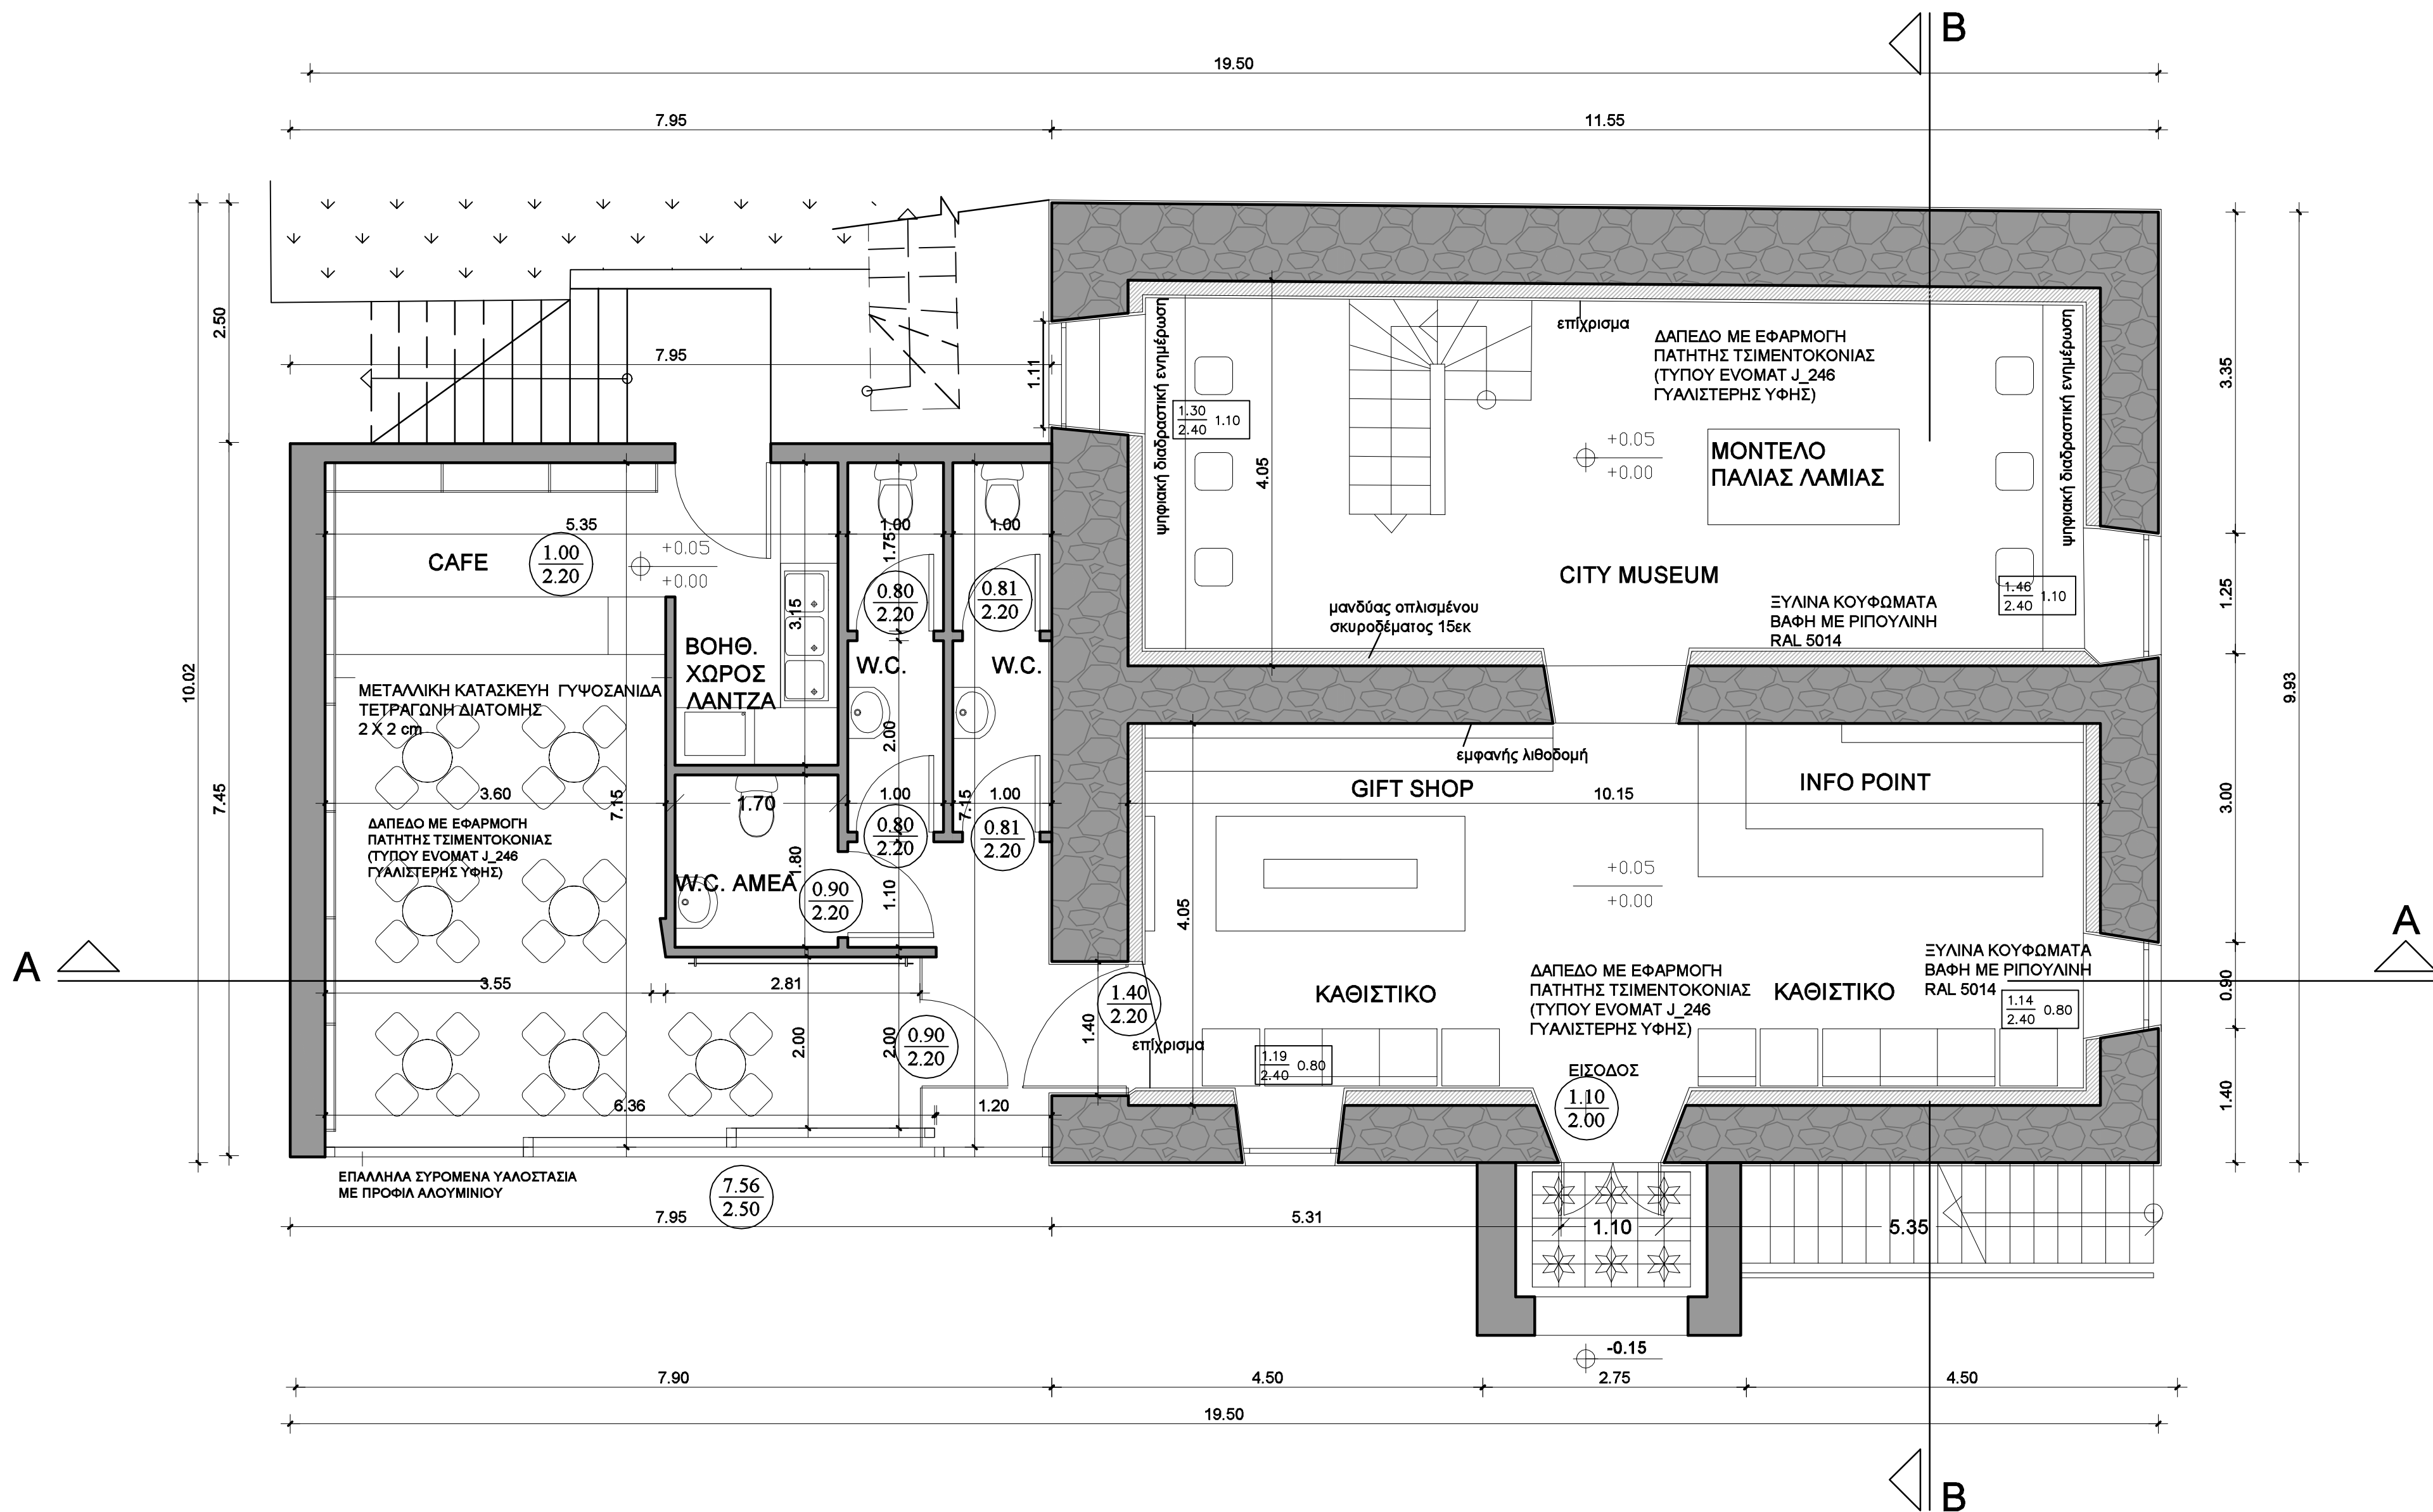 B
19.50
7.95
11.55
2.50
7.95
1.11
10.02
7.45
επίχρισμα
ΔΑΠΕΔΟ ΜΕ ΕΦΑΡΜΟΓΗ
ΠΑΤΗΤΗΣ ΤΣΙΜΕΝΤΟΚΟΝΙΑΣ
(ΤΥΠΟΥ EVOMAT J_246
ΓΥΑΛΙΣΤΕΡΗΣ ΥΦΗΣ)
ψηφιακή διαδραστική ενημέρωση
ψηφιακή διαδραστική ενημέρωση
1.30
2.40
1.10
4.05
+0.05
+0.00
ΜΟΝΤΕΛΟ
ΠΑΛΙΑΣ ΛΑΜΙΑΣ
3.35
1.25
9.93
CITY MUSEUM
1.46
2.40
1.10
μανδύας οπλισμένου
σκυροδέματος 15εκ
ΞΥΛΙΝΑ ΚΟΥΦΩΜΑΤΑ
ΒΑΦΗ ΜΕ ΡΙΠΟΥΛΙΝΗ
RAL 5014
5.35
1.00
1.00
1.75
CAFE
1.00
2.20
+0.05
+0.00
0.80
2.20
0.81
2.20
3.15
ΒΟΗΘ.
ΧΩΡΟΣ
ΛΑΝΤΖΑ
W.C.
W.C.
ΜΕΤΑΛΛΙΚΗ ΚΑΤΑΣΚΕΥΗ
ΤΕΤΡΑΓΩΝΗ ΔΙΑΤΟΜΗΣ
2 X 2 cm
ΓΥΨΟΣΑΝΙΔΑ
2.00
εμφανής λιθοδομή
3.60
7.15
1.70
1.00
7.15
1.00
GIFT SHOP
10.15
INFO POINT
3.00
ΔΑΠΕΔΟ ΜΕ ΕΦΑΡΜΟΓΗ
ΠΑΤΗΤΗΣ ΤΣΙΜΕΝΤΟΚΟΝΙΑΣ
(ΤΥΠΟΥ EVOMAT J_246
ΓΥΑΛΙΣΤΕΡΗΣ ΥΦΗΣ)
0.80
2.20
0.81
2.20
1.80
W.C. ΑΜΕΑ
0.90
2.20
1.10
4.05
+0.05
+0.00
A
A
3.55
2.81
1.40
2.20
ΚΑΘΙΣΤΙΚΟ
ΔΑΠΕΔΟ ΜΕ ΕΦΑΡΜΟΓΗ
ΠΑΤΗΤΗΣ ΤΣΙΜΕΝΤΟΚΟΝΙΑΣ
(ΤΥΠΟΥ EVOMAT J_246
ΓΥΑΛΙΣΤΕΡΗΣ ΥΦΗΣ)
ΚΑΘΙΣΤΙΚΟ
ΞΥΛΙΝΑ ΚΟΥΦΩΜΑΤΑ
ΒΑΦΗ ΜΕ ΡΙΠΟΥΛΙΝΗ
RAL 5014
1.14
2.40
0.80
0.90
2.00
2.00
0.90
2.20
1.40
επίχρισμα
1.19
2.40
0.80
ΕΙΣΟΔΟΣ
1.10
2.00
1.40
6.36
1.20
ΕΠΑΛΛΗΛΑ ΣΥΡΟΜΕΝΑ ΥΑΛΟΣΤΑΣΙΑ
ΜΕ ΠΡΟΦΙΛ ΑΛΟΥΜΙΝΙΟΥ
7.56
2.50
7.95
5.31
1.10
5.35
-0.15
7.90
4.50
2.75
4.50
19.50
B